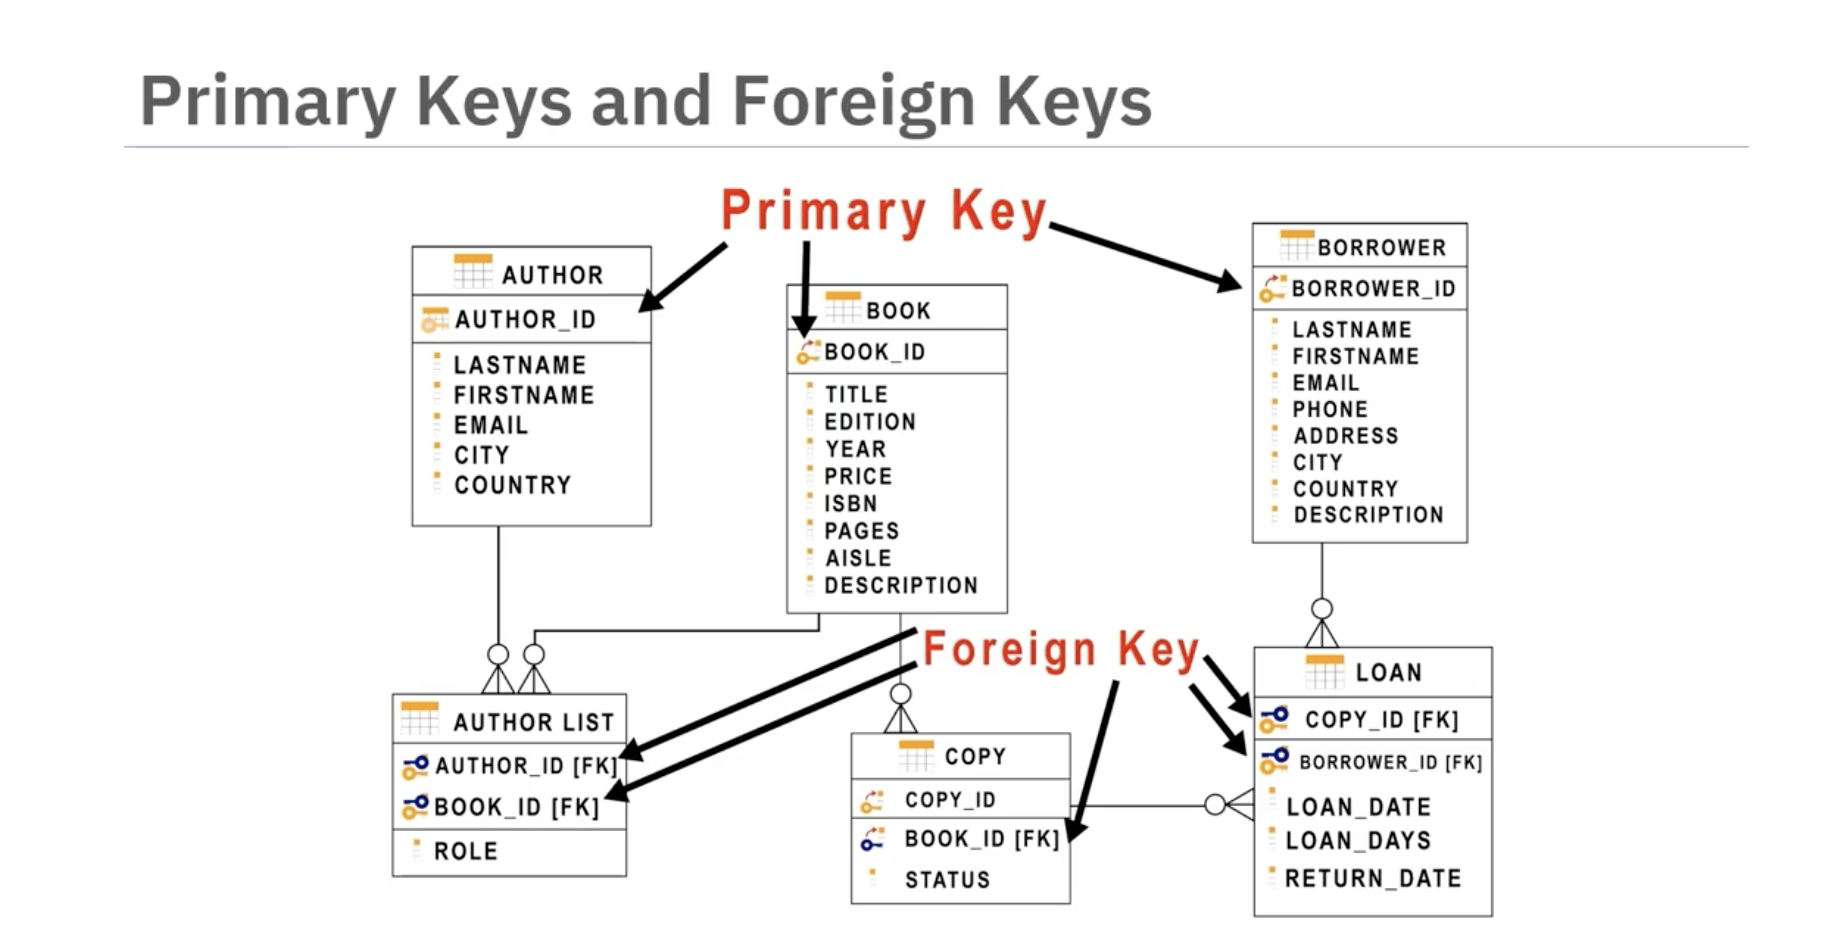 Primary Keys and Foreign Keys
Primary Key
AUTHOR
AUTHOR_ID
LASTNAME
FIRSTNAME
EMAIL
CITY
COUNTRY
BOOK
BOOK_ID
TITLE
EDITION
YEAR
PRICE
ISBN
PAGES
AISLE
DESCRIPTION
BORROWER
BORROWER_ID
LASTNAME
FIRSTNAME
EMAIL
PHONE
ADDRESS
CITY
COUNTRY
DESCRIPTION
Foreign Key
AUTHOR LIST
AUTHOR_ID [FK]
BOOK_ID [FK]
ROLE
COPY
COPY_ID
BOOK_ID [FK]
STATUS
LOAN
COPY_ID [FK]
BORROWER_ID [FK]
LOAN_DATE
LOAN_DAYS
RETURN_DATE